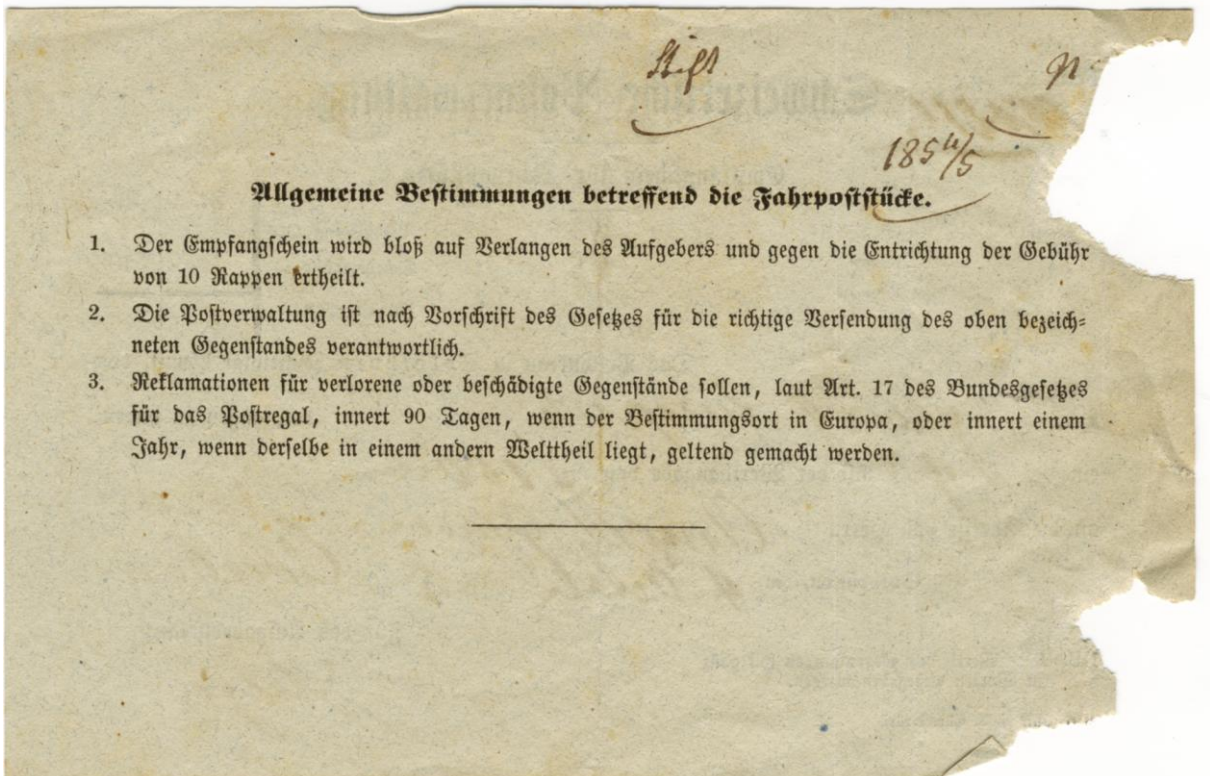 Stift
N
1854/5
Allgemeine Bestimmungen betreffend die Fahrpoststücke.
1. Der Empfangschein wird bloß auf Verlangen des Aufgebers und gegen die Entrichtung der Gebühr
von 10 Rappen ertheilt.
2. Die Postverwaltung ist nach Vorschrift des Gesetzes für die richtige Versendung des oben bezeich=
neten Gegenstandes verantwortlich.
3. Reklamationen für verlorene oder beschädigte Gegenstände sollen, laut Art. 17 des Bundesgesetzes
für das Postregal, innert 90 Tagen, wenn der Bestimmungsort in Europa, oder innert einem
Jahr, wenn derselbe in einem andern Welttheil liegt, geltend gemacht werden.